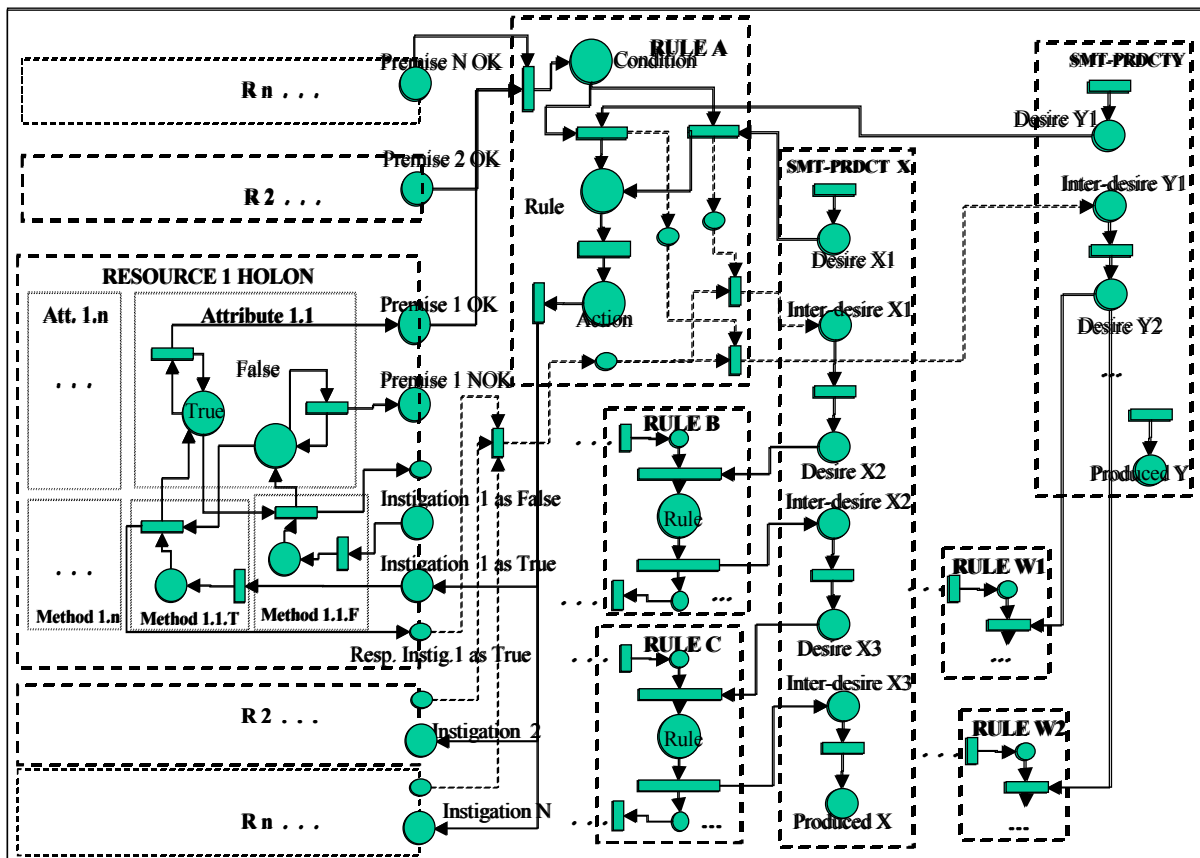 Premise N OK
R n . . .
Premise 2 OK
R 2 . . .
RESOURCE 1 HOLON
Att. 1.n
. . .
Attribute 1.1
False
True
Premise 1 OK
Premise 1 NOK
Instigation 1 as False
Instigation 1 as True
. . .
Method 1.n
Method 1.1.T
Method 1.1.F
Resp. Instig.1 as True
R 2 . . .
Instigation 2
R n . . .
Instigation N
RULE A
Condition
Rule
Action
SMT-PRDCT X
Desire X1
Inter-desire X1
Desire X2
Inter-desire X2
Desire X3
Inter-desire X3
Produced X
. . .
RULE B
Rule
. . .
...
RULE C
. . .
Rule
. . .
...
SMT-PRDCTY
Desire Y1
Inter-desire Y1
Desire Y2
...
Produced Y
. . .
RULE W1
...
. . .
RULE W2
...